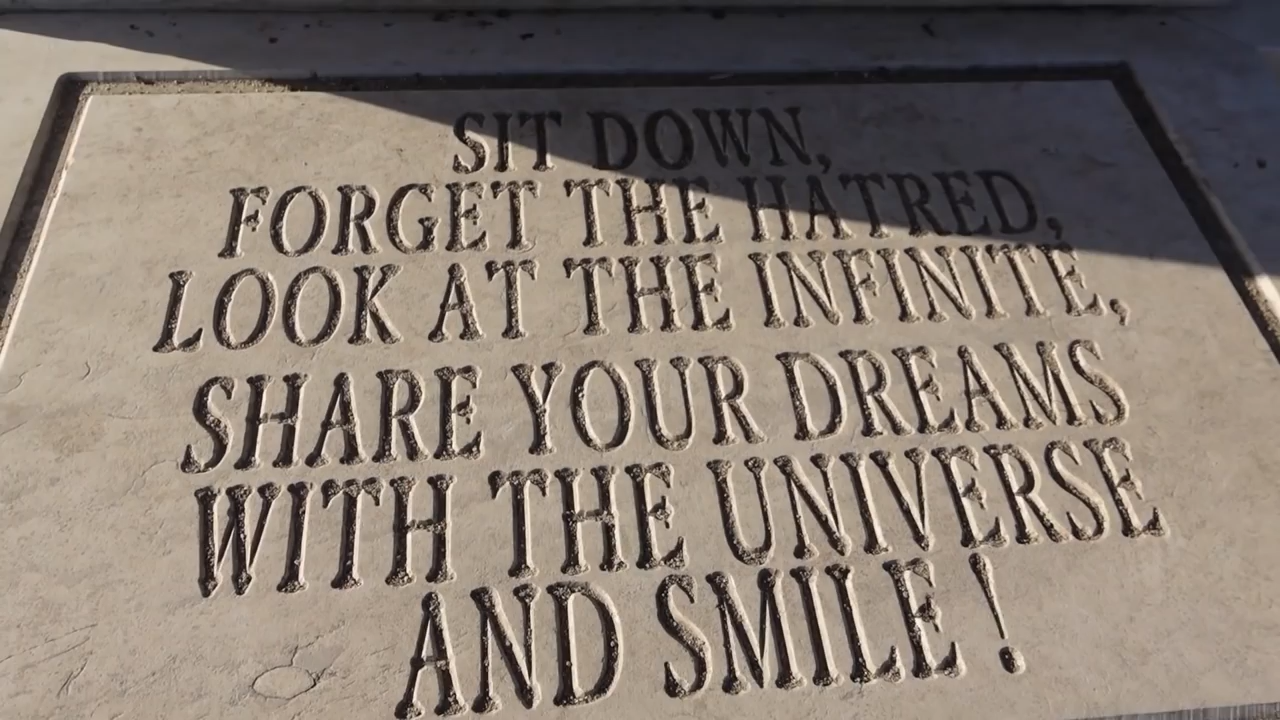 SIT DOWN,
FORGET THE HATRED,
LOOK AT THE INFINITE,
SHARE YOUR DREAMS
WITH THE UNIVERSE
AND SMILE!